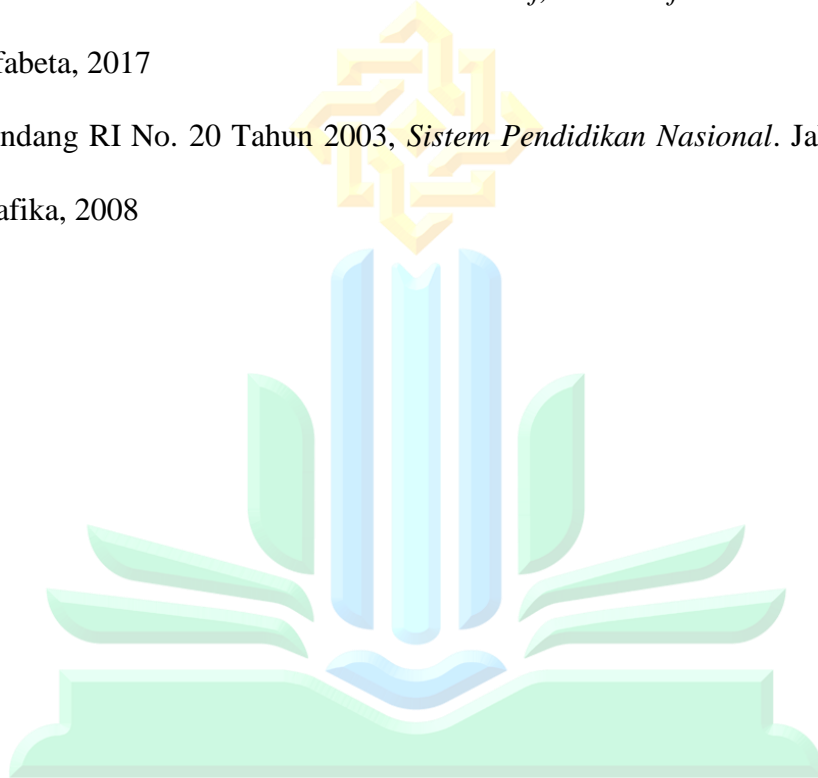 fabeta, 2017
ndang RI No. 20 Tahun 2003, Sistem Pendidikan Nasional. Ja
afika, 2008